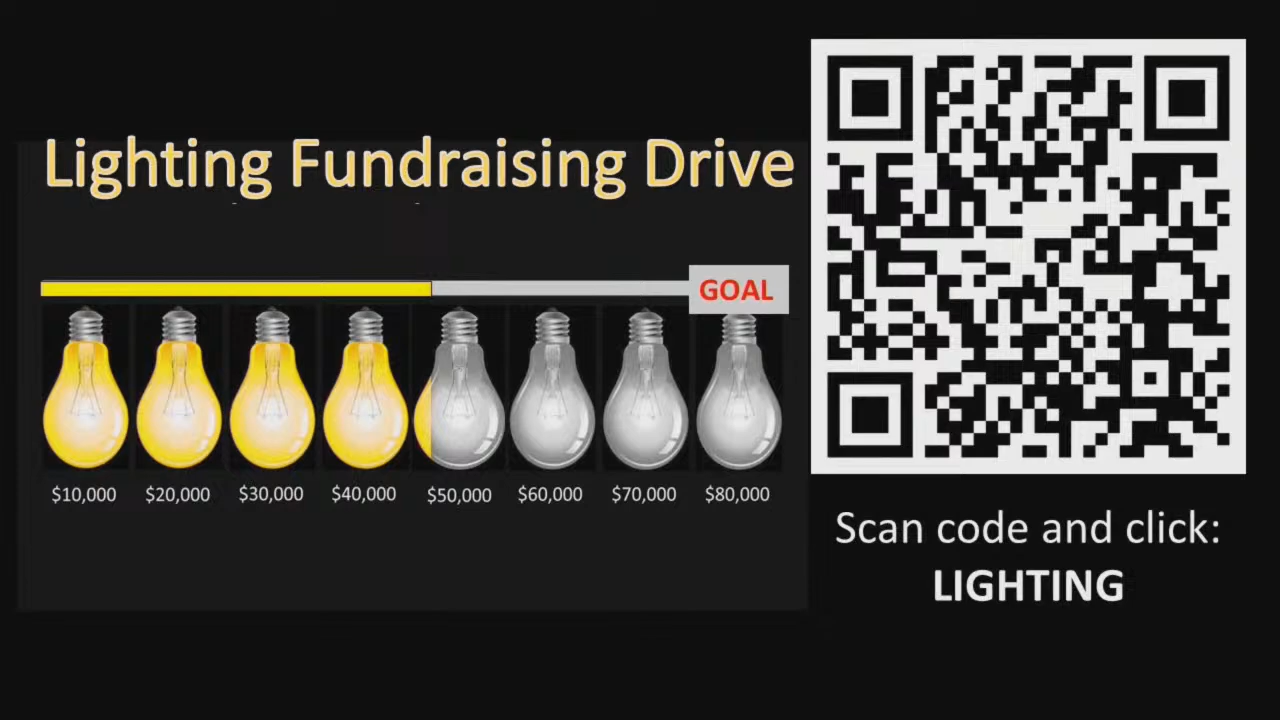 Lighting Fundraising Drive
GOAL
$10,000 $20,000 $30,000 $40,000 $50,000 $60,000 $70,000 $80,000
Scan code and click:
LIGHTING